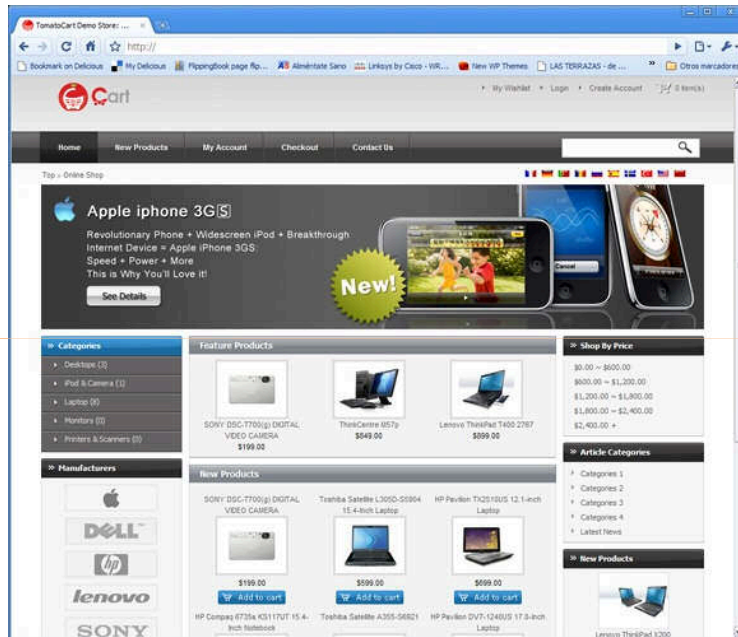 TomatoCart Demo Store: ...
http://
Bookmark on Delicious
My Delicious
FlippingBook page flip...
Aliméntate Sano
Linksys by Cisco - WR...
New WP Themes
LAS TERRAZAS - de ...
»
Otros marcadores
Cart
My Wishlist
Login
Create Account
0 item(s)
Home
New Products
My Account
Checkout
Contact Us
Top » Online Shop
Apple iphone 3GS
Revolutionary Phone + Widescreen iPod + Breakthrough
Internet Device = Apple iPhone 3GS:
Speed + Power + More
This is Why You'll Love it!
See Details
New!
Cancel
» Categories
Desktops (3)
iPod & Camera (1)
Laptop (8)
Monitors (0)
Printers & Scanners (0)
» Manufacturers
DELL
hp
lenovo
SONY
Feature Products
SONY DSC-T700(g) DIGITAL
VIDEO CAMERA
$199.00
ThinkCentre M57p
$849.00
Lenovo ThinkPad T400 2767
$899.00
New Products
SONY DSC-T700(g) DIGITAL
VIDEO CAMERA
$199.00
Add to cart
Toshiba Satellite L305D-S5904
15.4-Inch Laptop
$599.00
Add to cart
HP Pavilion TX2510US 12.1-inch
Laptop
$699.00
Add to cart
HP Compaq 6735s KS117UT 15.4-
Inch Notebook
Toshiba Satellite A355-S6921
HP Pavilion DV7-1240US 17.0-Inch
Laptop
» Shop By Price
$0.00 ~ $600.00
$600.00 ~ $1,200.00
$1,200.00 ~ $1,800.00
$1,800.00 ~ $2,400.00
$2,400.00 +
» Article Categories
Categories 1
Categories 2
Categories 3
Categories 4
Latest News
» New Products
Lenovo ThinkPad X200